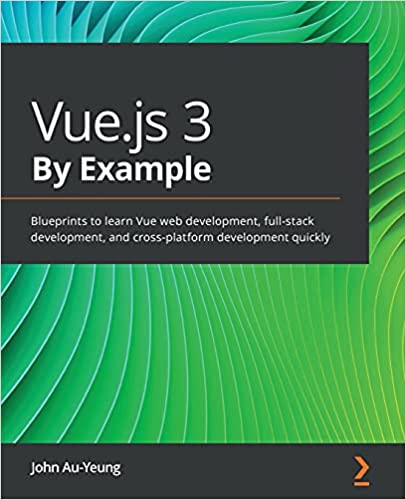 Vue.js 3
By Example
Blueprints to learn Vue web development, full-stack
development, and cross-platform development quickly
John Au-Yeung